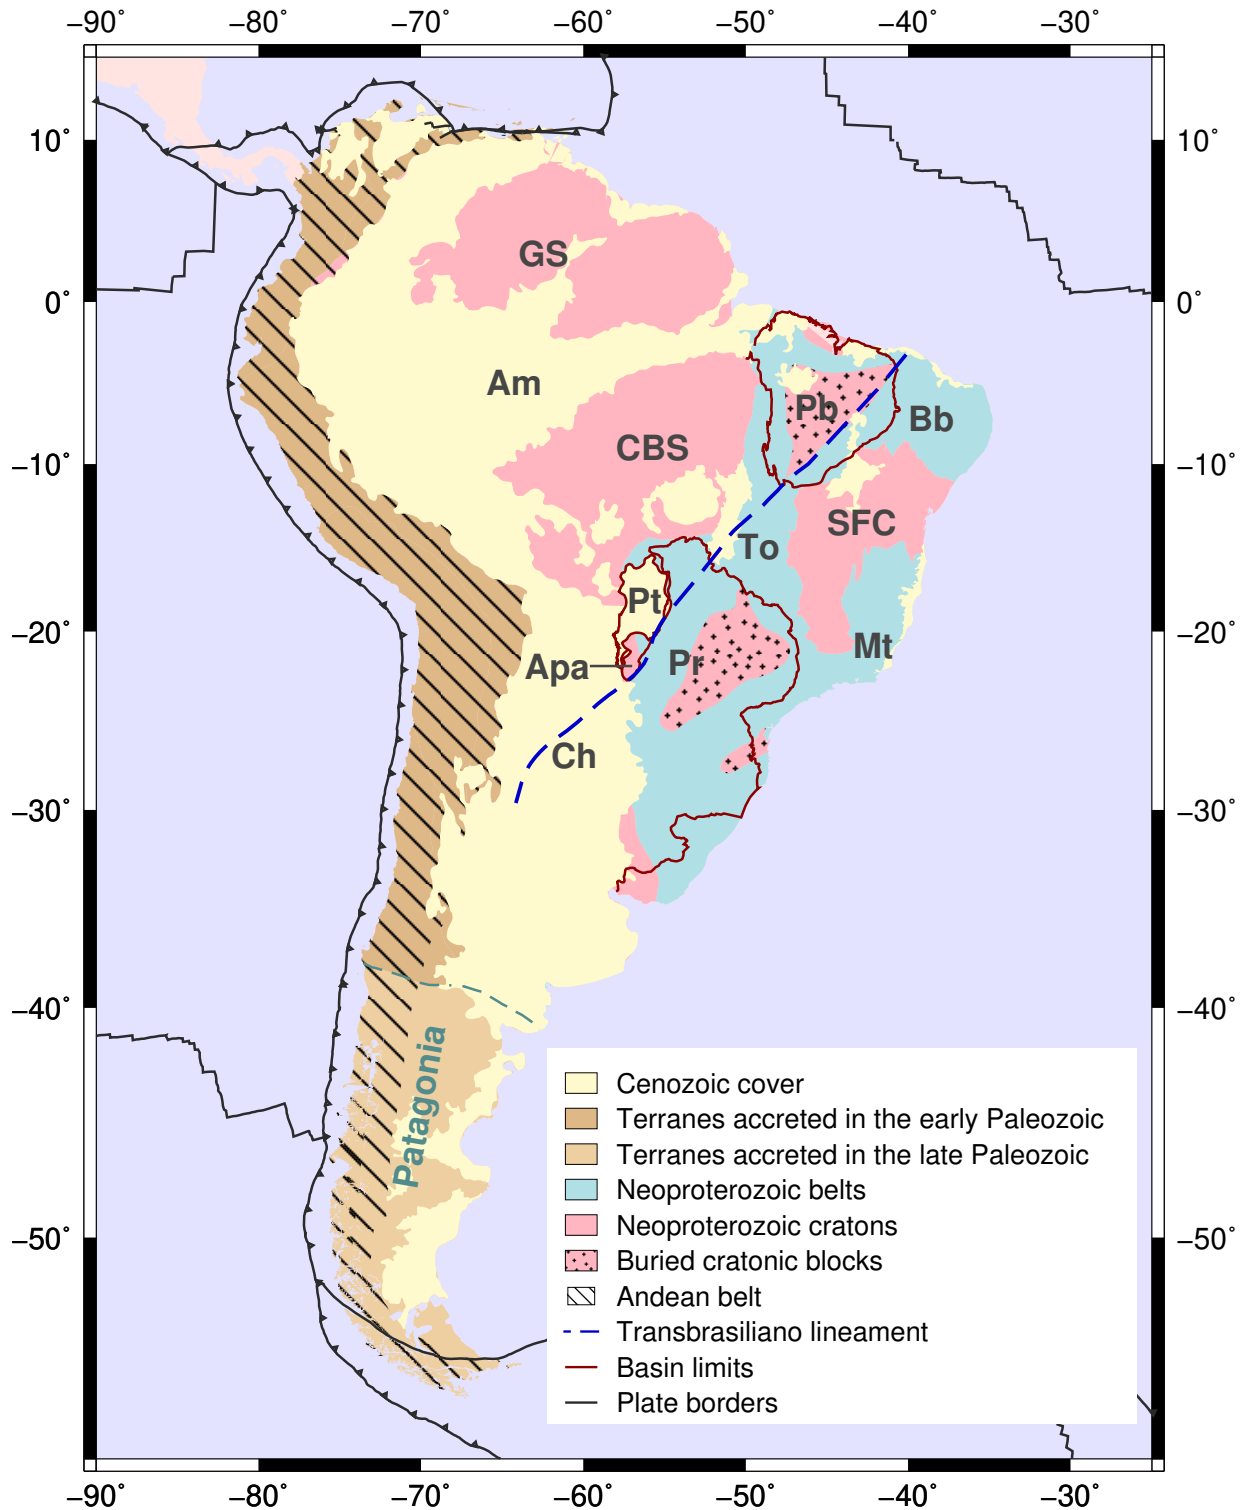 −90˚ −80˚ −70˚ −60˚ −50˚ −40˚ −30˚
10˚ 10˚
GS
0˚ 0˚
Am
Pb
Bb
CBS
−10˚ −10˚
SFC
To
Pt
−20˚ −20˚
Mt
Apa
Pr
Ch
−30˚ −30˚
−40˚ −40˚
Patagonia
Cenozoic cover
Terranes accreted in the early Paleozoic
Terranes accreted in the late Paleozoic
Neoproterozoic belts
Neoproterozoic cratons
−50˚ −50˚
Buried cratonic blocks
Andean belt
Transbrasiliano lineament
Basin limits
Plate borders
−90˚ −80˚ −70˚ −60˚ −50˚ −40˚ −30˚